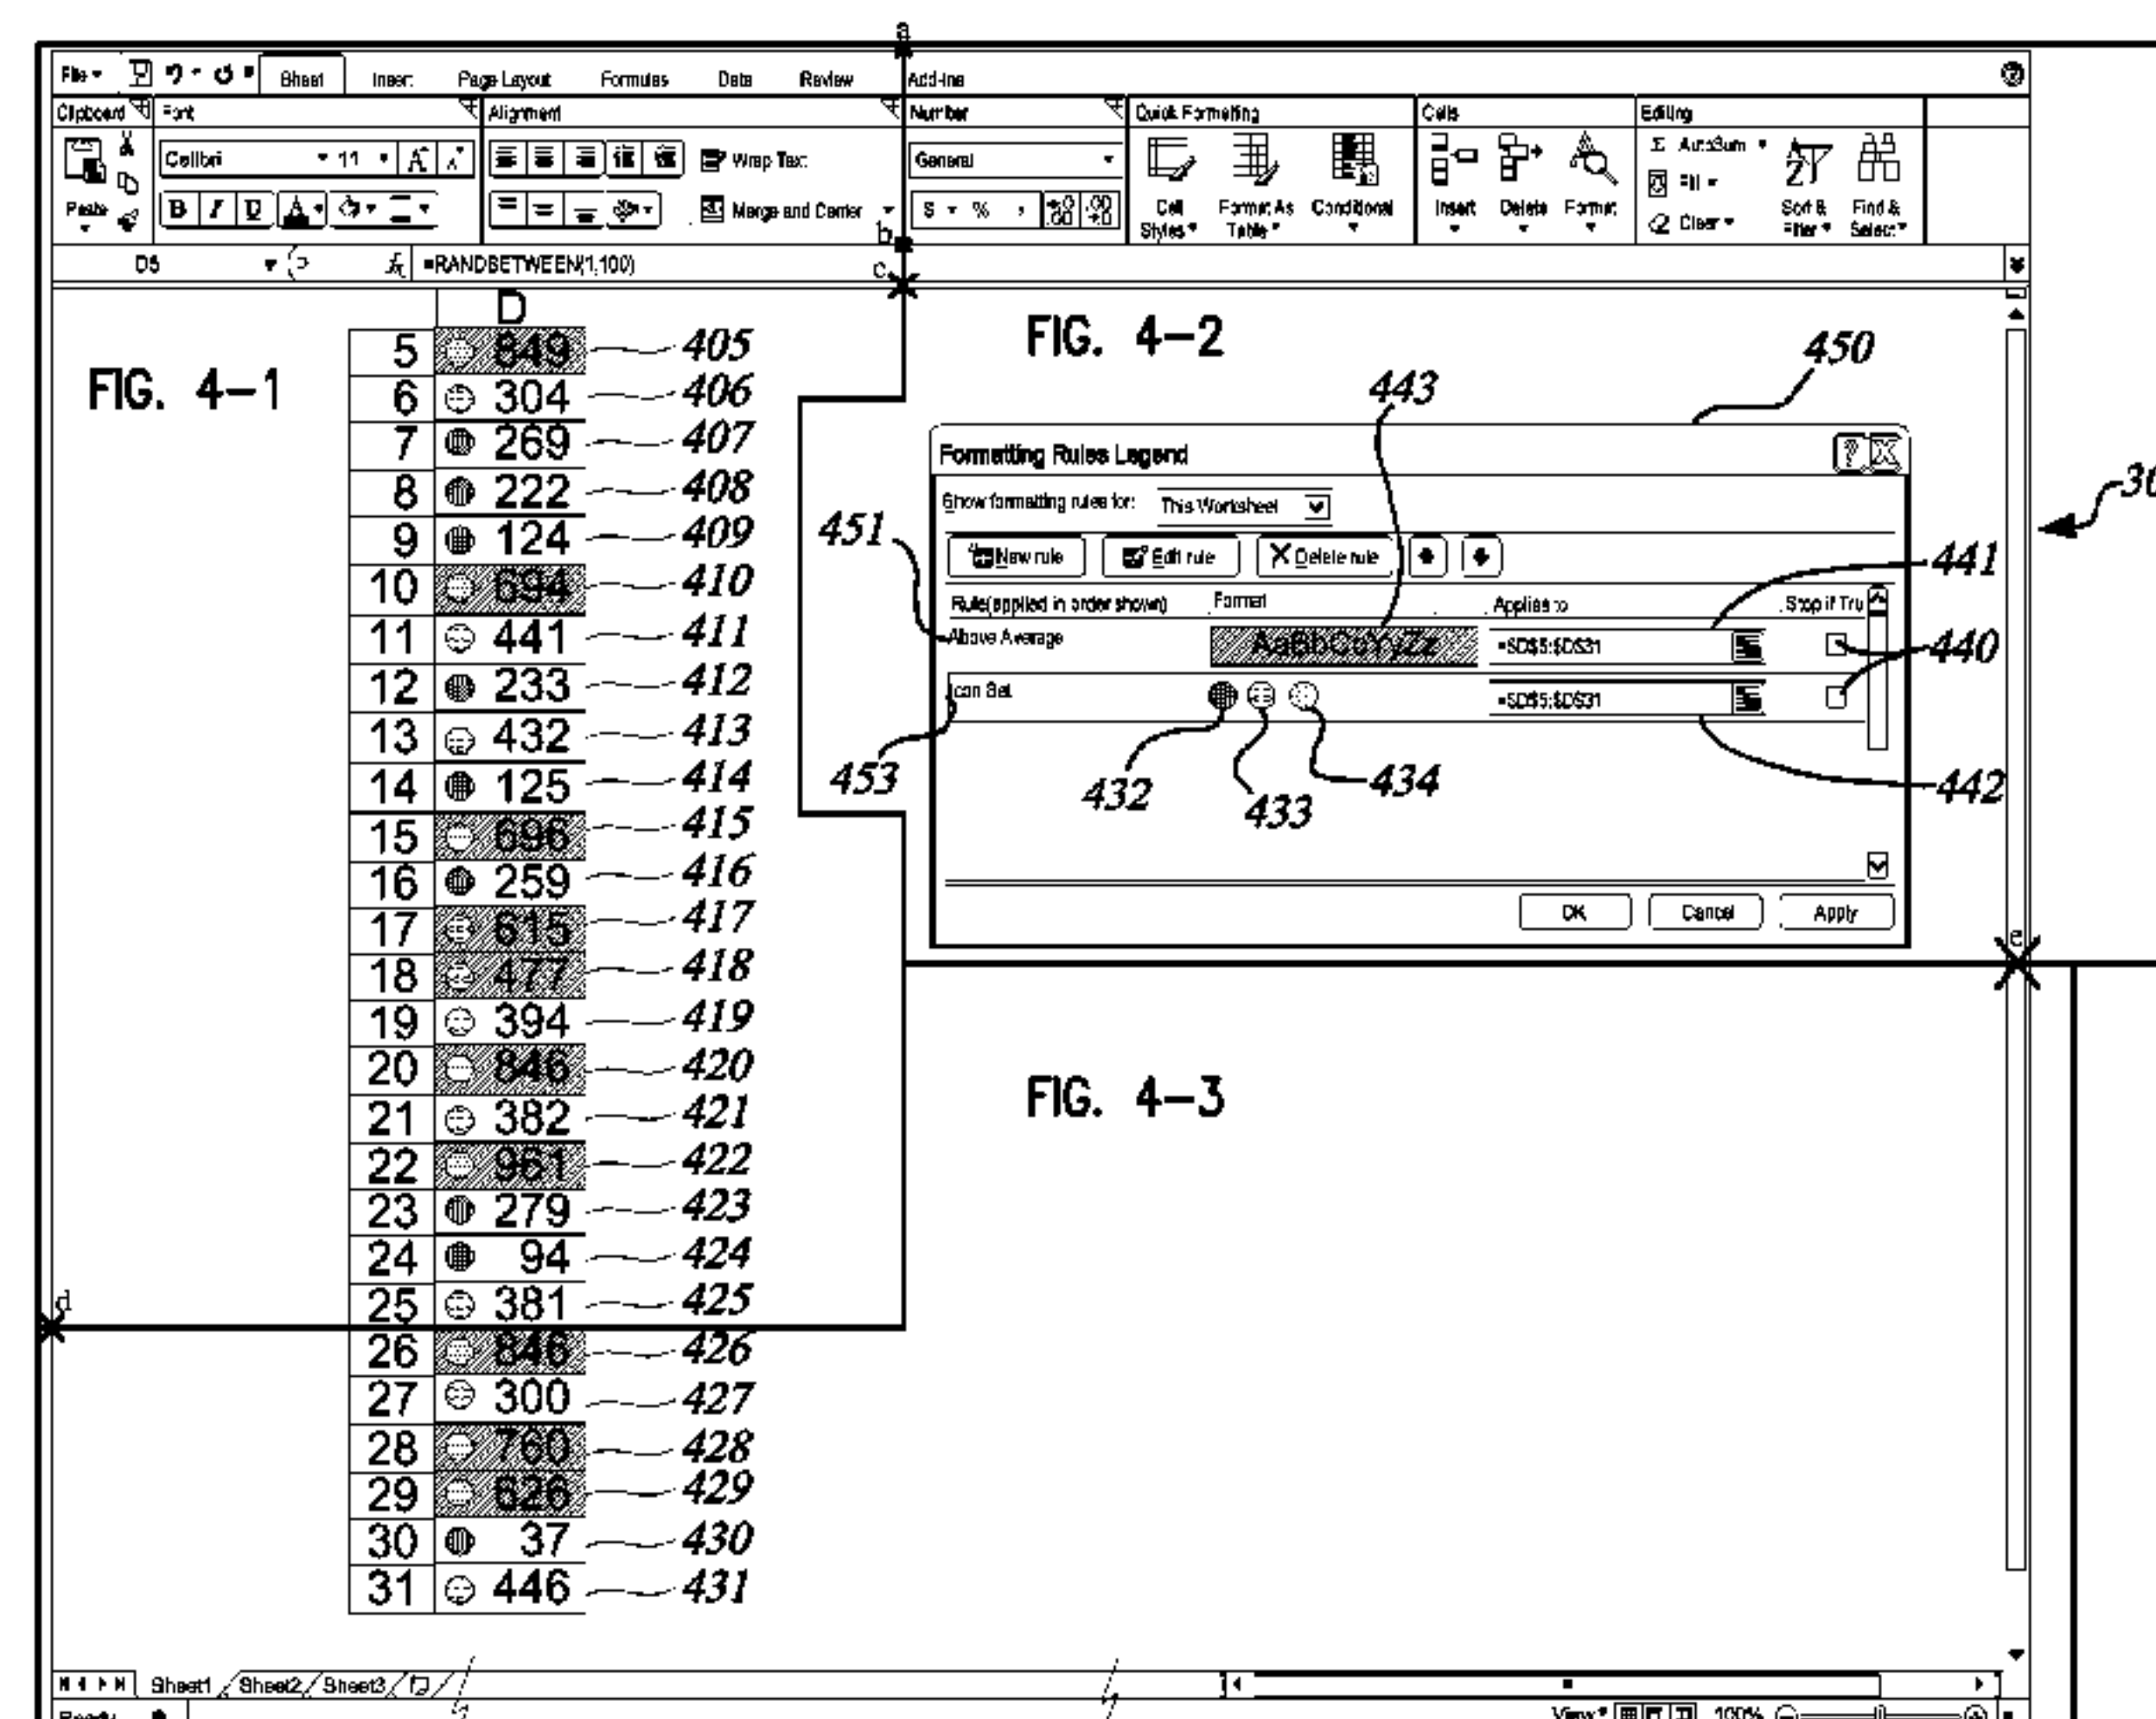 a
File Sheet Insert Page Layout Formulas Data Review Add-Ins
Clipboard Font Alignment Number Quick Formatting Cells Editing
Calibri 11 A A Wrap Text General Σ AutoSum
Paste B I U A Merge and Center $ % , Cell Styles Format As Table Conditional Insert Delete Format Fill Clear Sort & Filter Find & Select
b
D5 fx =RANDBETWEEN(1,100) c
D
FIG. 4-1
FIG. 4-2
5 849 405
6 304 406
7 269 407
8 222 408
9 124 409
10 694 410
11 441 411
12 233 412
13 432 413
14 125 414
15 696 415
16 259 416
17 615 417
18 477 418
19 394 419
20 846 420
21 382 421
22 961 422
23 279 423
24 94 424
25 381 425
d
26 846 426
27 300 427
28 760 428
29 626 429
30 37 430
31 446 431
443 450
Formatting Rules Legend ? X
Show formatting rules for: This Worksheet
451
New rule Edit rule X Delete rule
441
Rule(applied in order shown) Format Applies to Stop if Tru
Above Average AaBbCcYyZz =$D$5:$D$31
440
Icon Set =$D$5:$D$31
453 432 433 434 442
OK Cancel Apply
e
FIG. 4-3
Sheet1 Sheet2 Sheet3
Ready View 100%